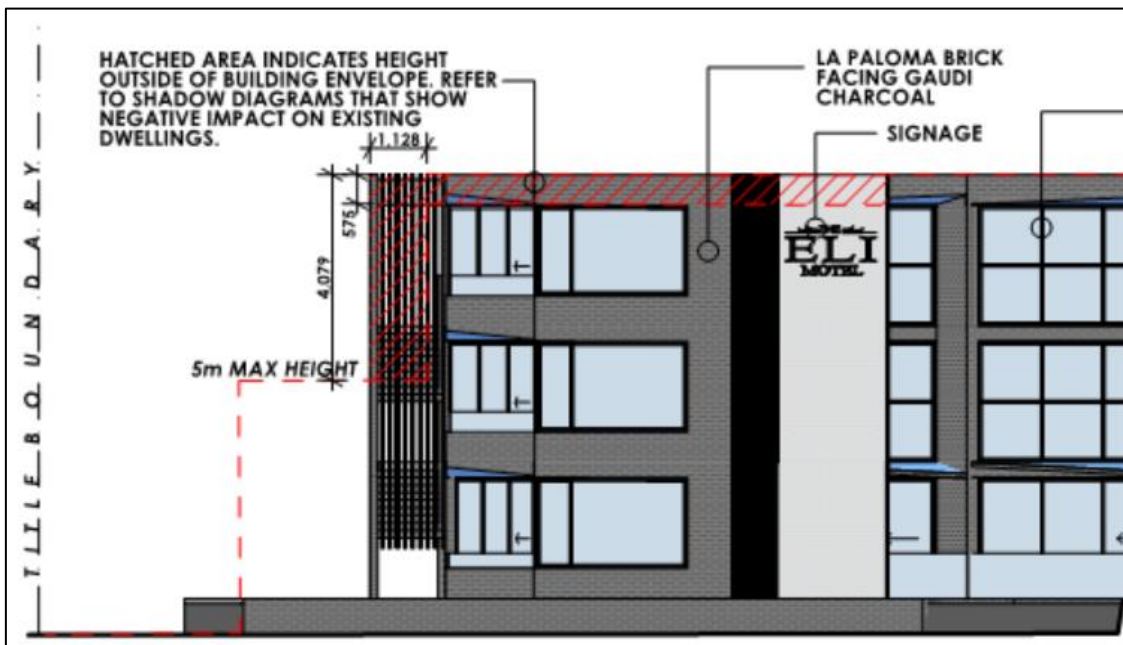 HATCHED AREA INDICATES HEIGHT
OUTSIDE OF BUILDING ENVELOPE. REFER
TO SHADOW DIAGRAMS THAT SHOW
NEGATIVE IMPACT ON EXISTING
DWELLINGS.
LA PALOMA BRICK
FACING GAUDI
CHARCOAL
SIGNAGE
1,128
575
4,079
5m MAX HEIGHT
TITLE BOUNDARY
ELI
MOTEL